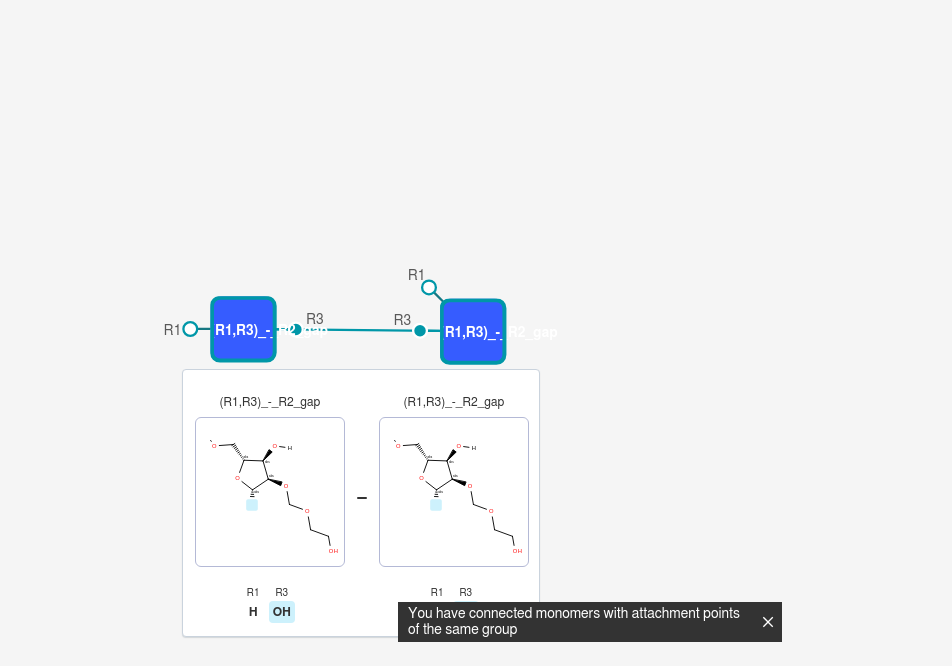 R1
R3
R3
R1
R1,R3)_-_R2_gap
R1,R3)_-_R2_gap
(R1,R3)_-_R2_gap
(R1,R3)_-_R2_gap
O
O
H
O
O
O
OH
O
O
H
O
O
O
OH
R1
R3
R1
R3
H
OH
You have connected monomers with attachment points
of the same group